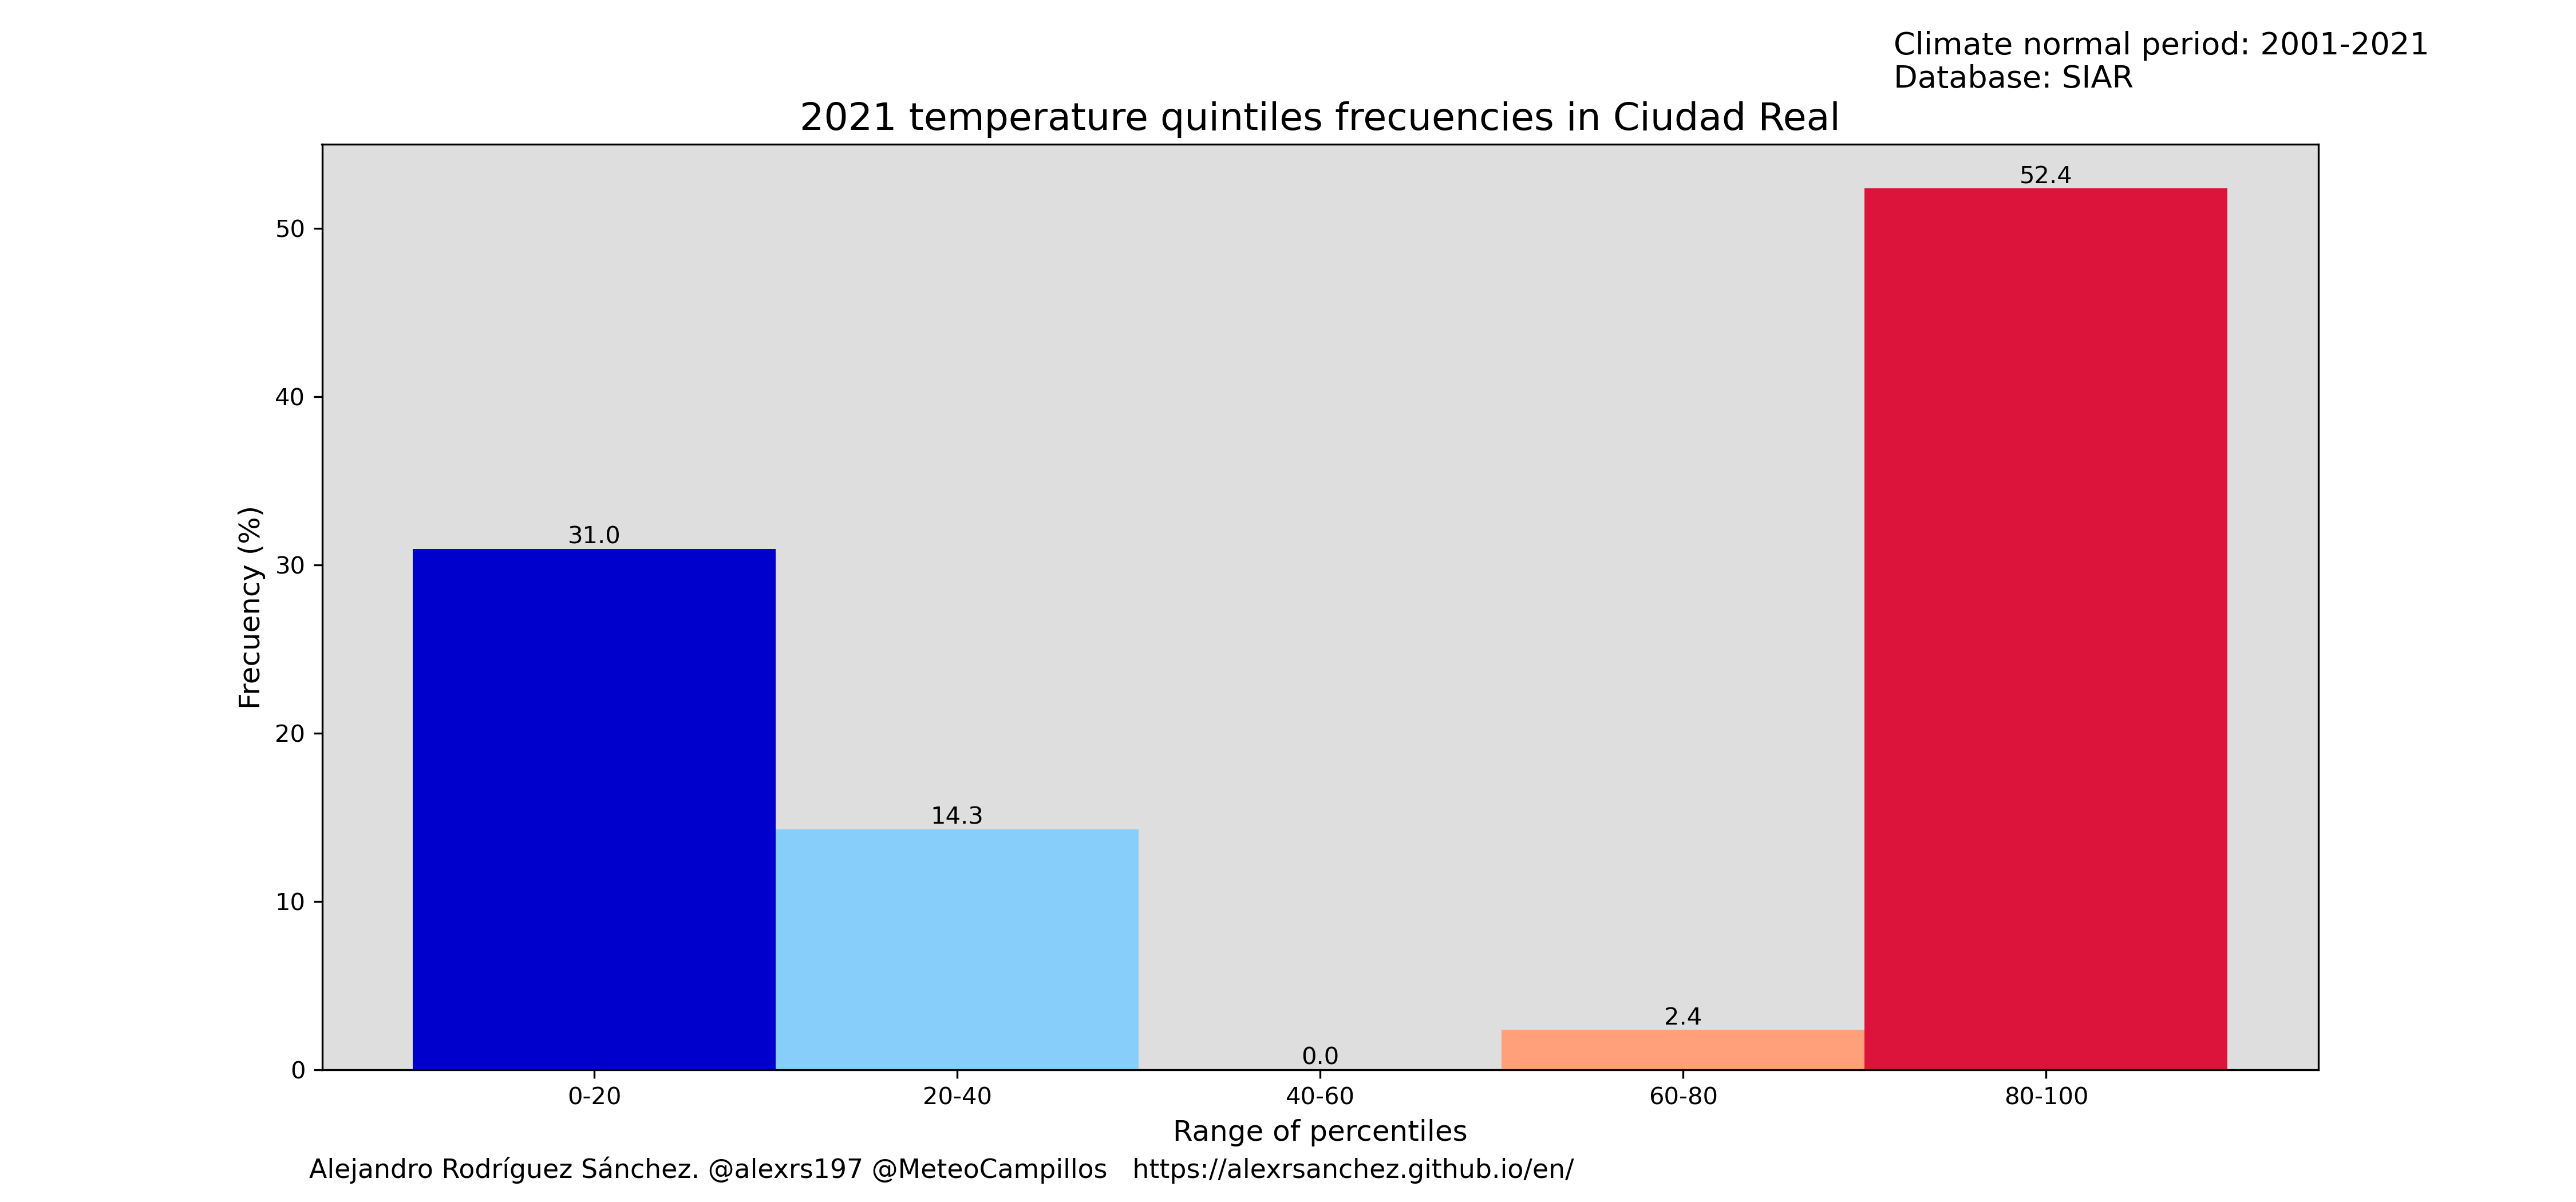 Climate normal period: 2001-2021
Database: SIAR
2021 temperature quintiles frecuencies in Ciudad Real
52.4
50
40
Frecuency (%)
31.0
30
20
14.3
10
2.4
0.0
0
0-20 20-40 40-60 60-80 80-100
Range of percentiles
Alejandro Rodríguez Sánchez. @alexrs197 @MeteoCampillos https://alexrsanchez.github.io/en/